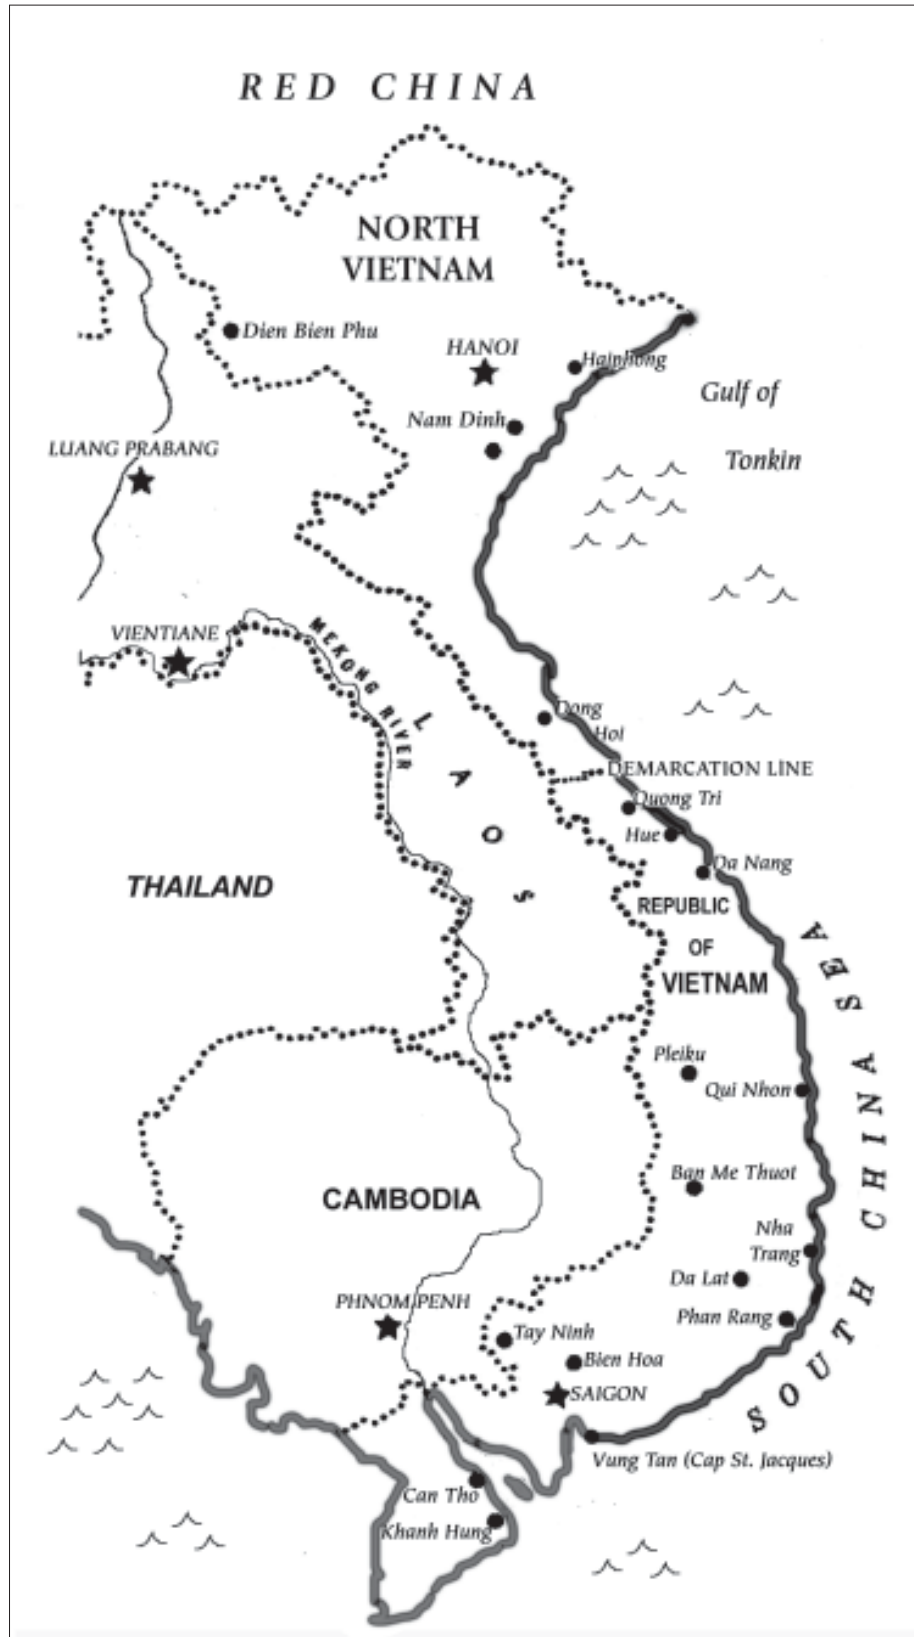 RED CHINA
NORTH
VIETNAM
Dien Bien Phu
HANOI
Haiphong
Gulf of
Tonkin
Nam Dinh
LUANG PRABANG
VIENTIANE
MEKONG RIVER
LAOS
Dong
Hoi
DEMARCATION LINE
Quong Tri
Hue
Da Nang
THAILAND
REPUBLIC
OF
VIETNAM
SOUTH CHINA SEA
Pleiku
Qui Nhon
Ban Me Thuot
CAMBODIA
Nha
Trang
Da Lat
PHNOM PENH
Phan Rang
Tay Ninh
Bien Hoa
SAIGON
Vung Tan (Cap St. Jacques)
Can Tho
Khanh Hung